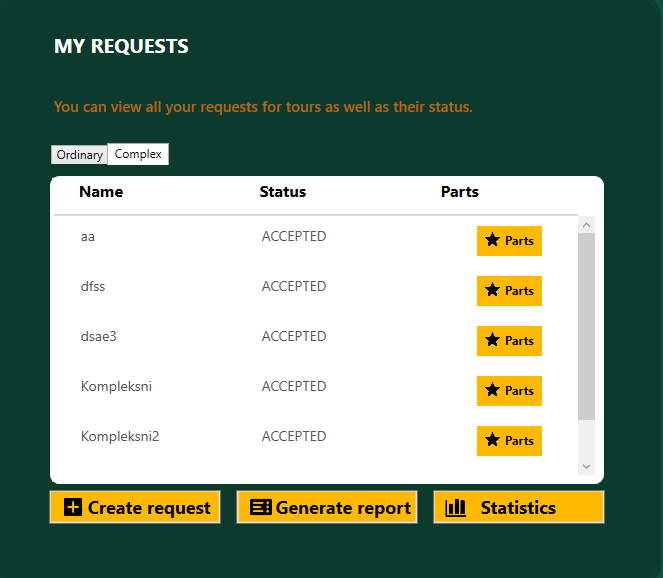 MY REQUESTS
You can view all your requests for tours as well as their status.
Ordinary Complex
Name Status Parts
aa ACCEPTED Parts
dfss ACCEPTED Parts
dsae3 ACCEPTED Parts
Kompleksni ACCEPTED Parts
Kompleksni2 ACCEPTED Parts
Create request Generate report Statistics